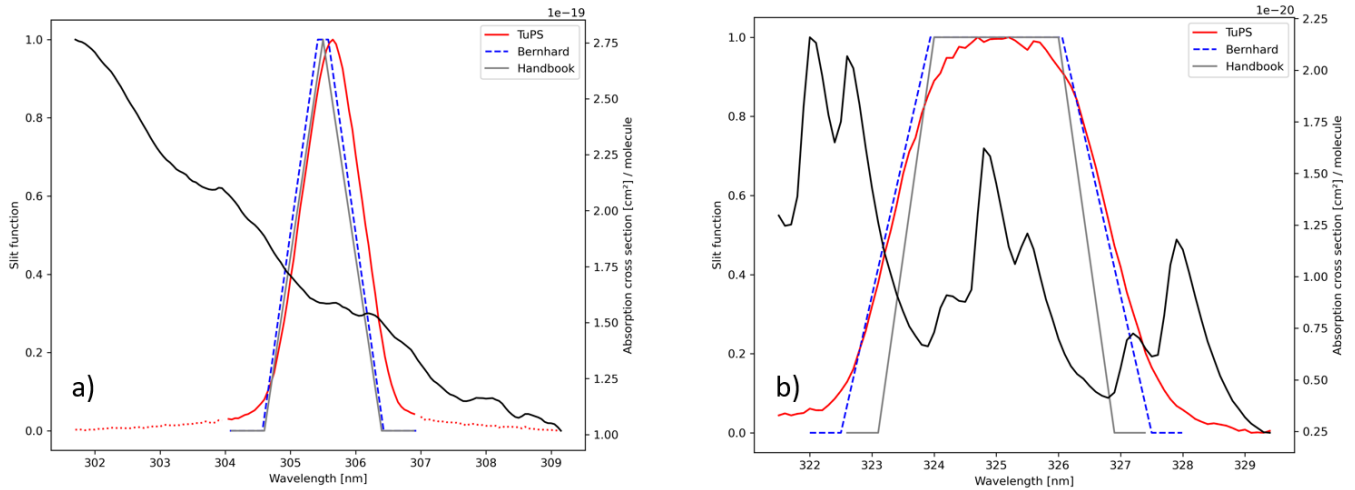 1e−19
1.0
0.8
0.6
0.4
0.2
0.0
Slit function
302
303
304
305
306
307
308
309
Wavelength [nm]
2.75
2.50
2.25
2.00
1.75
1.50
1.25
1.00
Absorption cross section [cm²] / molecule
TuPS
Bernhard
Handbook
a)
1e−20
1.0
0.8
0.6
0.4
0.2
0.0
Slit function
322
323
324
325
326
327
328
329
Wavelength [nm]
2.25
2.00
1.75
1.50
1.25
1.00
0.75
0.50
0.25
Absorption cross section [cm²] / molecule
TuPS
Bernhard
Handbook
b)